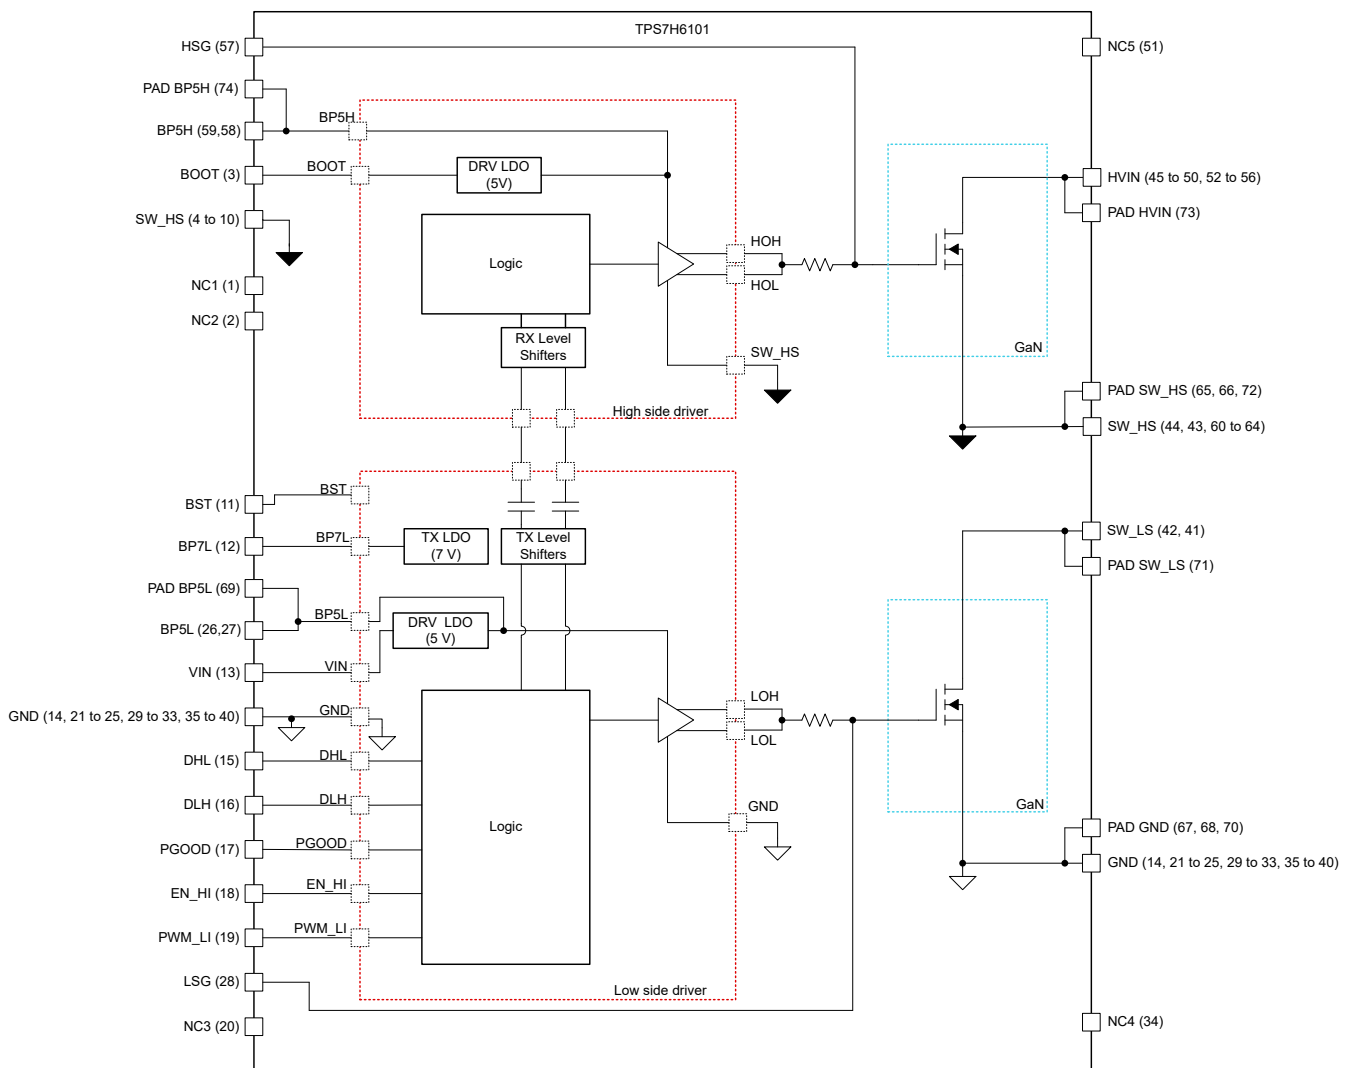 TPS7H6101
HSG (57)
PAD BP5H (74)
BP5H (59,58)
BOOT (3)
SW_HS (4 to 10)
NC1 (1)
NC2 (2)
BP5H
BOOT
DRV LDO
(5V)
Logic
RX Level
Shifters
HOH
HOL
SW_HS
High side driver
GaN
NC5 (51)
HVIN (45 to 50, 52 to 56)
PAD HVIN (73)
PAD SW_HS (65, 66, 72)
SW_HS (44, 43, 60 to 64)
BST (11)
BP7L (12)
PAD BP5L (69)
BP5L (26,27)
VIN (13)
GND (14, 21 to 25, 29 to 33, 35 to 40)
DHL (15)
DLH (16)
PGOOD (17)
EN_HI (18)
PWM_LI (19)
LSG (28)
NC3 (20)
BST
BP7L
BP5L
VIN
GND
DHL
DLH
PGOOD
EN_HI
PWM_LI
TX LDO
(7 V)
TX Level
Shifters
DRV LDO
(5 V)
Logic
LOH
LOL
GND
Low side driver
GaN
SW_LS (42, 41)
PAD SW_LS (71)
PAD GND (67, 68, 70)
GND (14, 21 to 25, 29 to 33, 35 to 40)
NC4 (34)